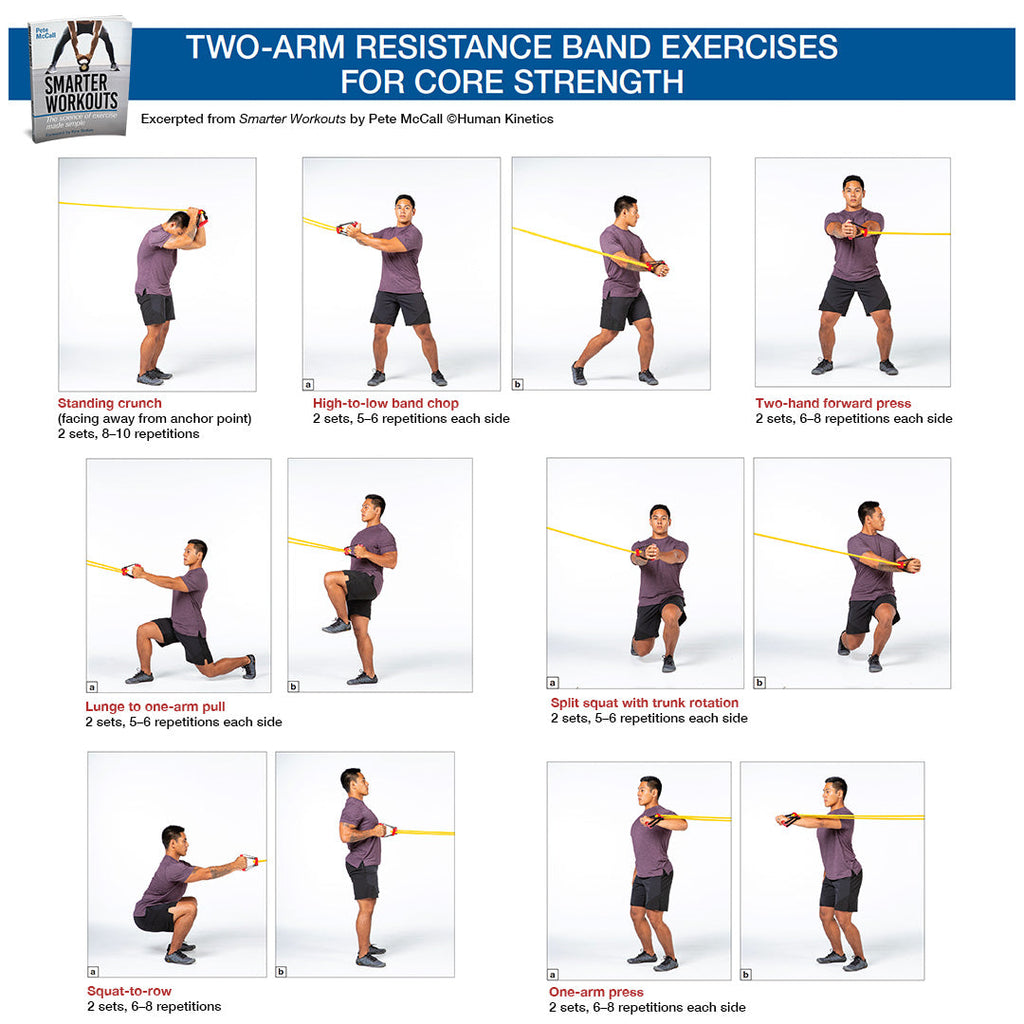 Pete
McCall
SMARTER
WORKOUTS
The science of exercise
made simple
TWO-ARM RESISTANCE BAND EXERCISES
FOR CORE STRENGTH
Excerpted from Smarter Workouts by Pete McCall ©Human Kinetics
a
b
Standing crunch
(facing away from anchor point)
2 sets, 8–10 repetitions
High-to-low band chop
2 sets, 5–6 repetitions each side
Two-hand forward press
2 sets, 6–8 repetitions each side
a
b
a
b
Lunge to one-arm pull
2 sets, 5–6 repetitions each side
Split squat with trunk rotation
2 sets, 5–6 repetitions each side
a
b
a
b
Squat-to-row
2 sets, 6–8 repetitions
One-arm press
2 sets, 6–8 repetitions each side